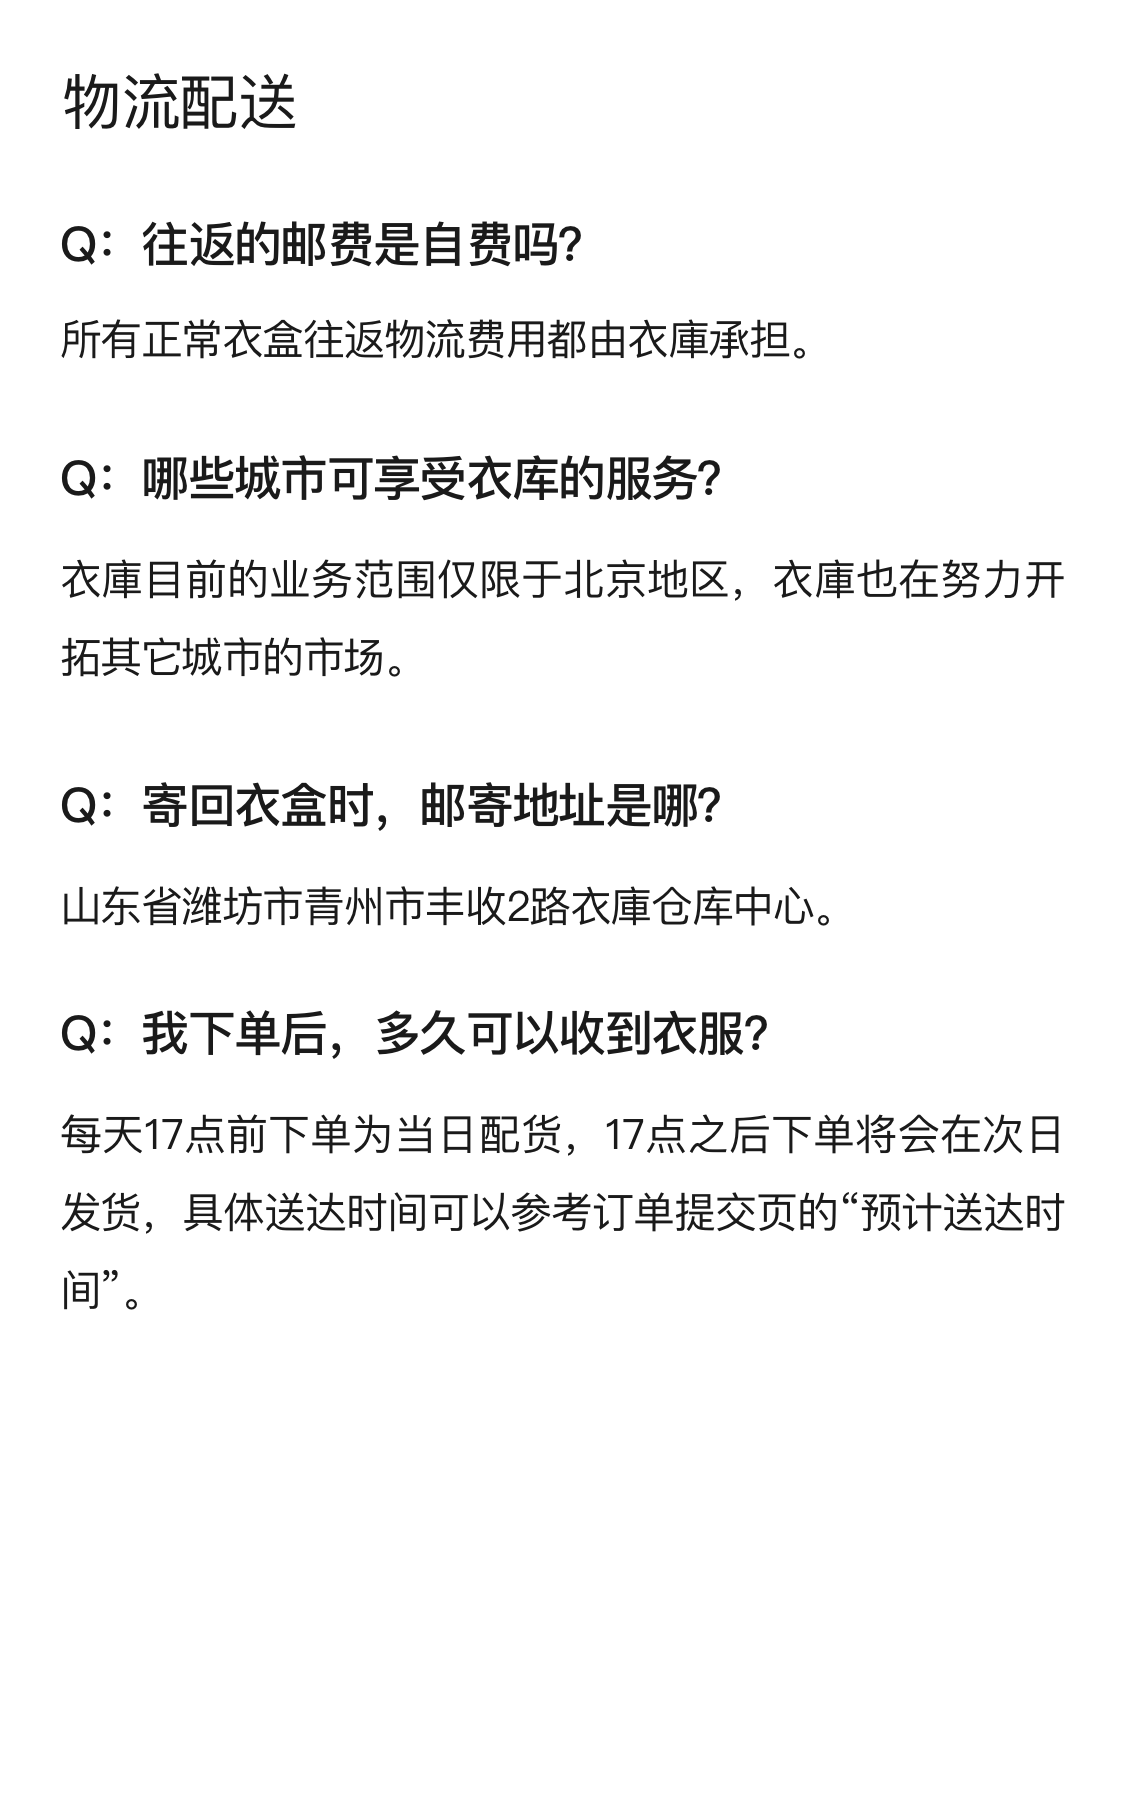 物流配送
Q：往返的邮费是自费吗？
所有正常衣盒往返物流费用都由衣庫承担。
Q：哪些城市可享受衣库的服务？
衣庫目前的业务范围仅限于北京地区，衣庫也在努力开
拓其它城市的市场。
Q：寄回衣盒时，邮寄地址是哪？
山东省潍坊市青州市丰收2路衣庫仓库中心。
Q：我下单后，多久可以收到衣服？
每天17点前下单为当日配货，17点之后下单将会在次日
发货，具体送达时间可以参考订单提交页的“预计送达时
间”。